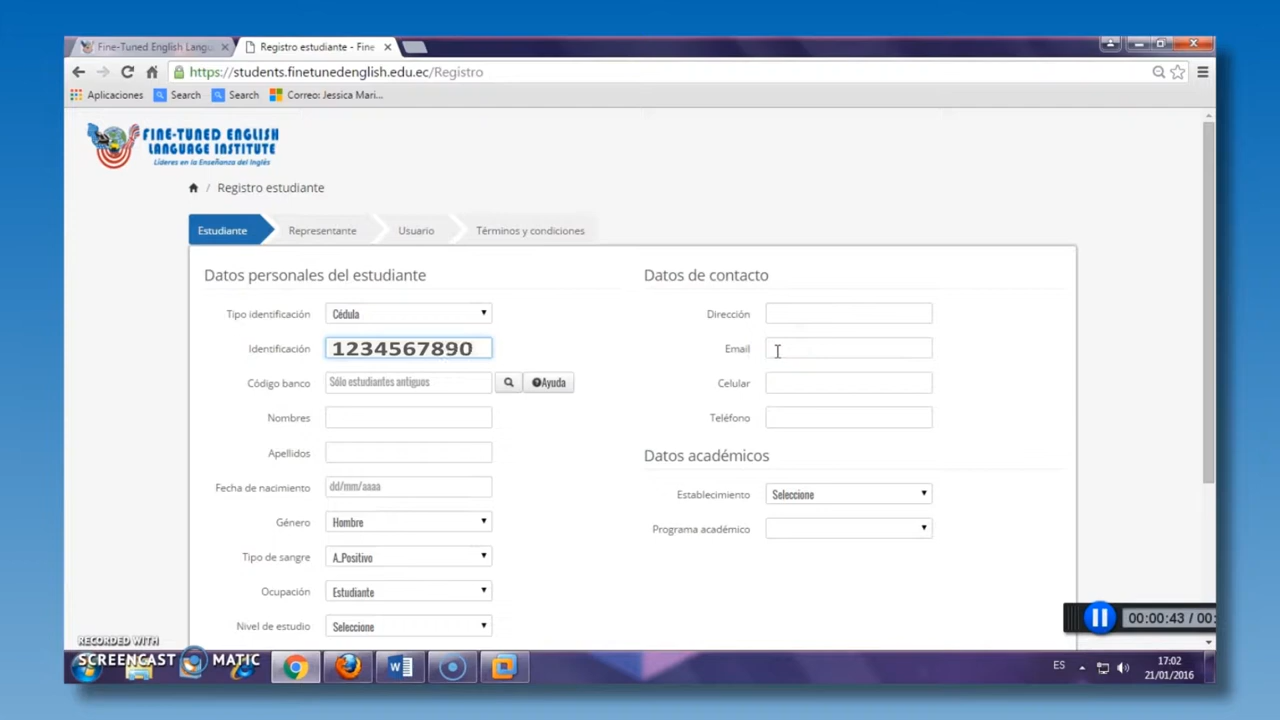 Fine-Tuned English Langu
Registro estudiante - Fine
https://students.finetunedenglish.edu.ec/Registro
Aplicaciones
Search
Search
Correo: Jessica Mari...
FINE-TUNED ENGLISH
LANGUAGE INSTITUTE
Líderes en la Enseñanza del Inglés
/ Registro estudiante
Estudiante
Representante
Usuario
Términos y condiciones
Datos personales del estudiante
Tipo identificación
Cédula
Identificación
1234567890
Código banco
Sólo estudiantes antiguos
Ayuda
Nombres
Apellidos
Fecha de nacimiento
dd/mm/aaaa
Género
Hombre
Tipo de sangre
A_Positivo
Ocupación
Estudiante
Nivel de estudio
Seleccione
Datos de contacto
Dirección
Email
Celular
Teléfono
Datos académicos
Establecimiento
Seleccione
Programa académico
00:00:43 / 00:
RECORDED WITH
SCREENCAST MATIC
ES
17:02
21/01/2016